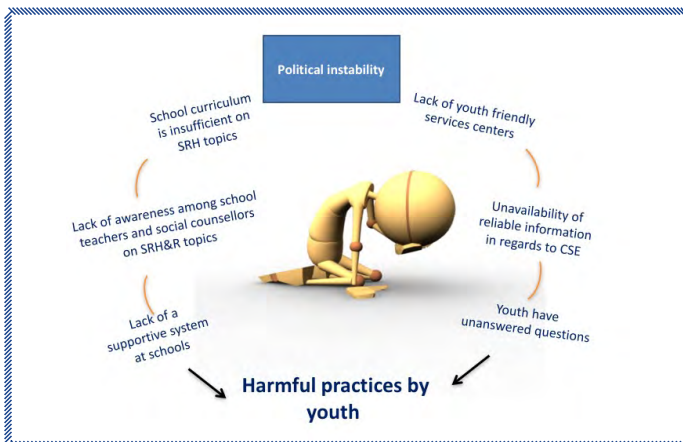 Political instability
School curriculum
is insufficient on
SRH topics
Lack of awareness among school
teachers and social counsellors
on SRH&R topics
Lack of a
supportive system
at schools
Lack of youth friendly
services centers
Unavailability of
reliable information
in regards to CSE
Youth have
unanswered questions
Harmful practices by
youth